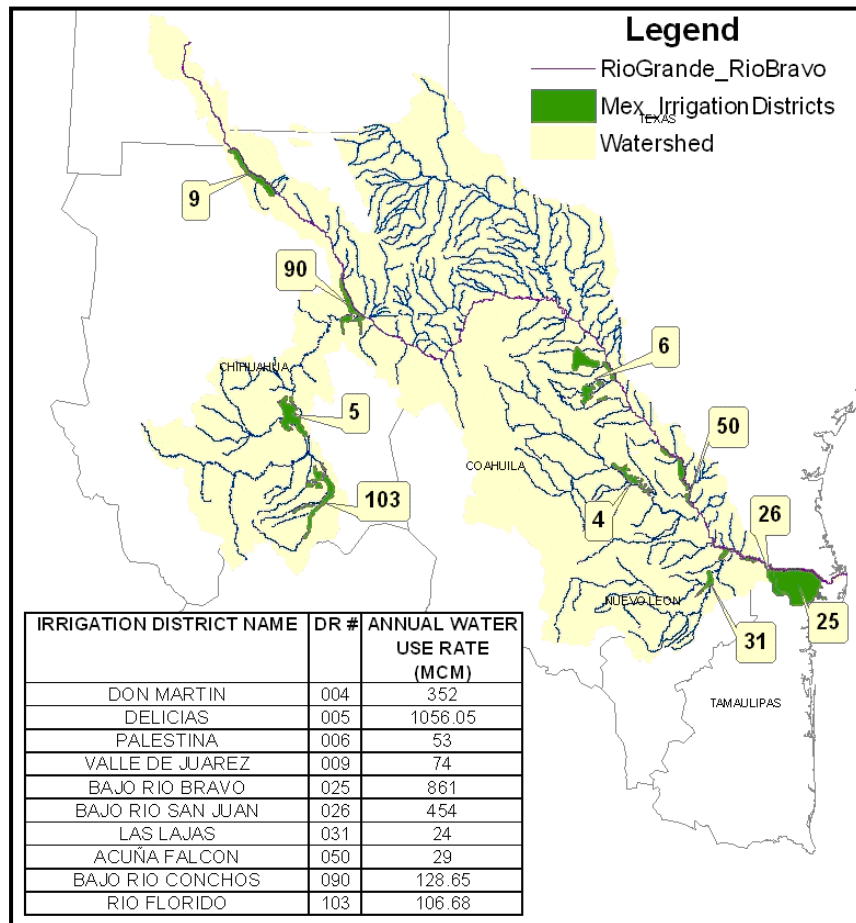 Legend
RioGrande_RioBravo
Mex_Irrigation Districts
TEXAS
Watershed
9
90
6
CHIHUAHUA
5
50
COAHUILA
103
4
26
NUEVO LEON
25
31
TAMAULIPAS
IRRIGATION DISTRICT NAME DR # ANNUAL WATER USE RATE (MCM)
DON MARTIN 004 352
DELICIAS 005 1056.05
PALESTINA 006 53
VALLE DE JUAREZ 009 74
BAJO RIO BRAVO 025 861
BAJO RIO SAN JUAN 026 454
LAS LAJAS 031 24
ACUÑA FALCON 050 29
BAJO RIO CONCHOS 090 128.65
RIO FLORIDO 103 106.68